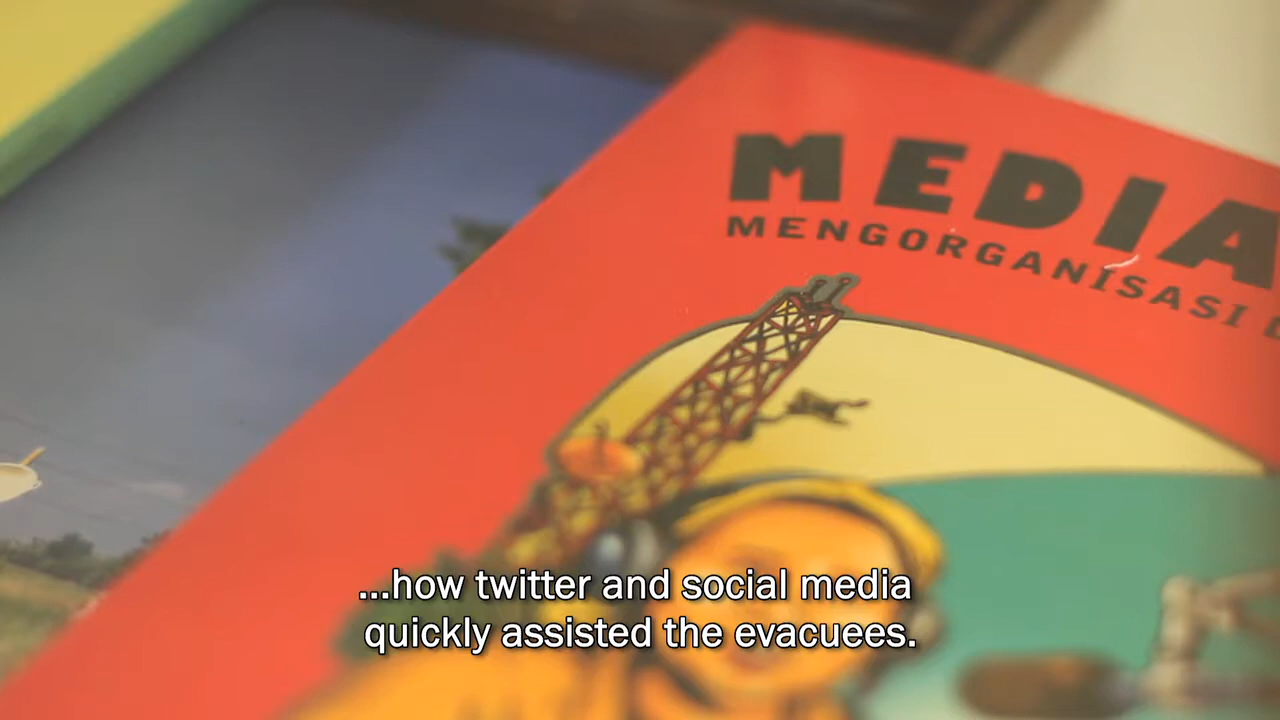 MEDIA
MENGORGANISASI
...how twitter and social media
quickly assisted the evacuees.